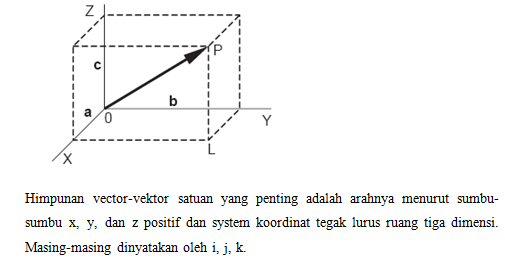 Z
P
c
b
a
0
Y
X
L
Himpunan vector-vektor satuan yang penting adalah arahnya menurut sumbu-
sumbu x, y, dan z positif dan system koordinat tegak lurus ruang tiga dimensi.
Masing-masing dinyatakan oleh i, j, k.